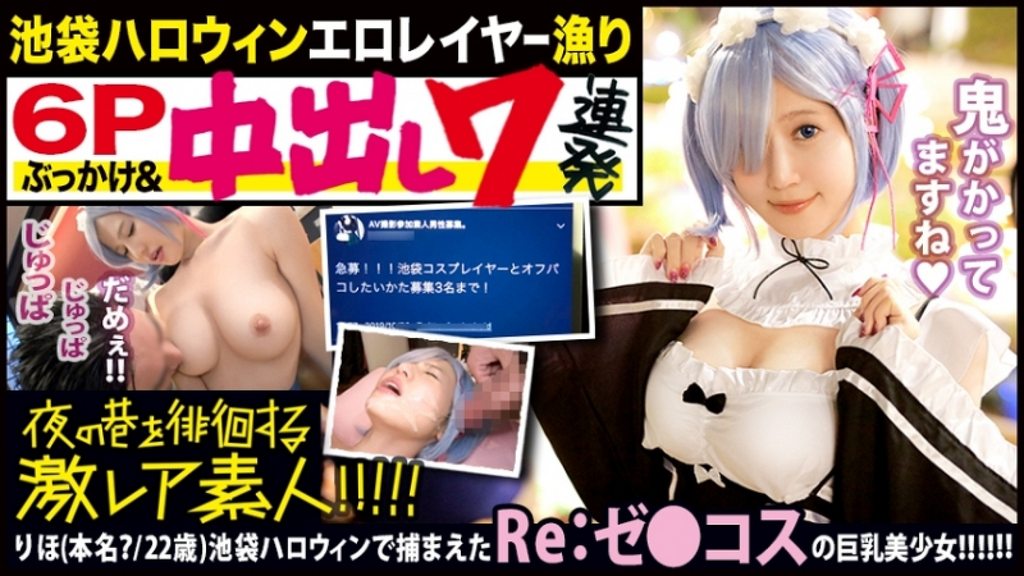 池袋ハロウィンエロレイヤー漁り
6P
ぶっかけ&
中出し7
連発
鬼がかって
ますね♡
じゅっぱ
じゅっぱ
だめぇ!!
AV撮影参加素人男性募集。
急募!!!池袋コスプレイヤーとオフパ
コしたいかた募集3名まで!
夜の巷を徘徊する
激レア素人!!!!!
りほ(本名?/22歳)池袋ハロウィンで捕まえたRe:ゼ●コスの巨乳美少女!!!!!!